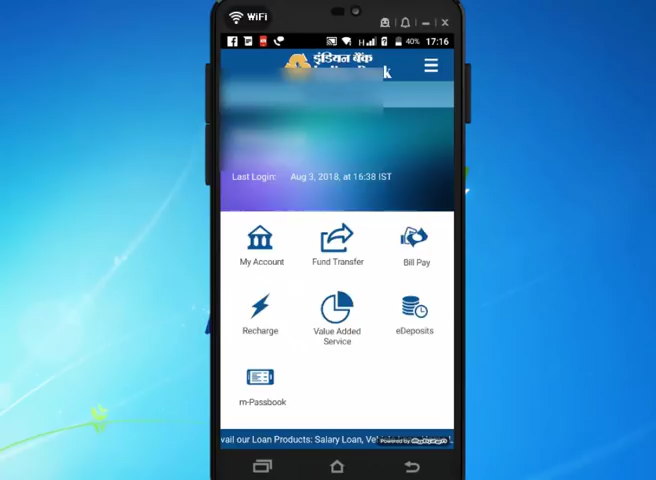 WiFi
40% 17:16
इंडियन बैंक
Last Login: Aug 3, 2018, at 16:38 IST
My Account
Fund Transfer
Bill Pay
Recharge
Value Added
Service
eDeposits
m-Passbook
vail our Loan Products: Salary Loan, Veh
Powered by